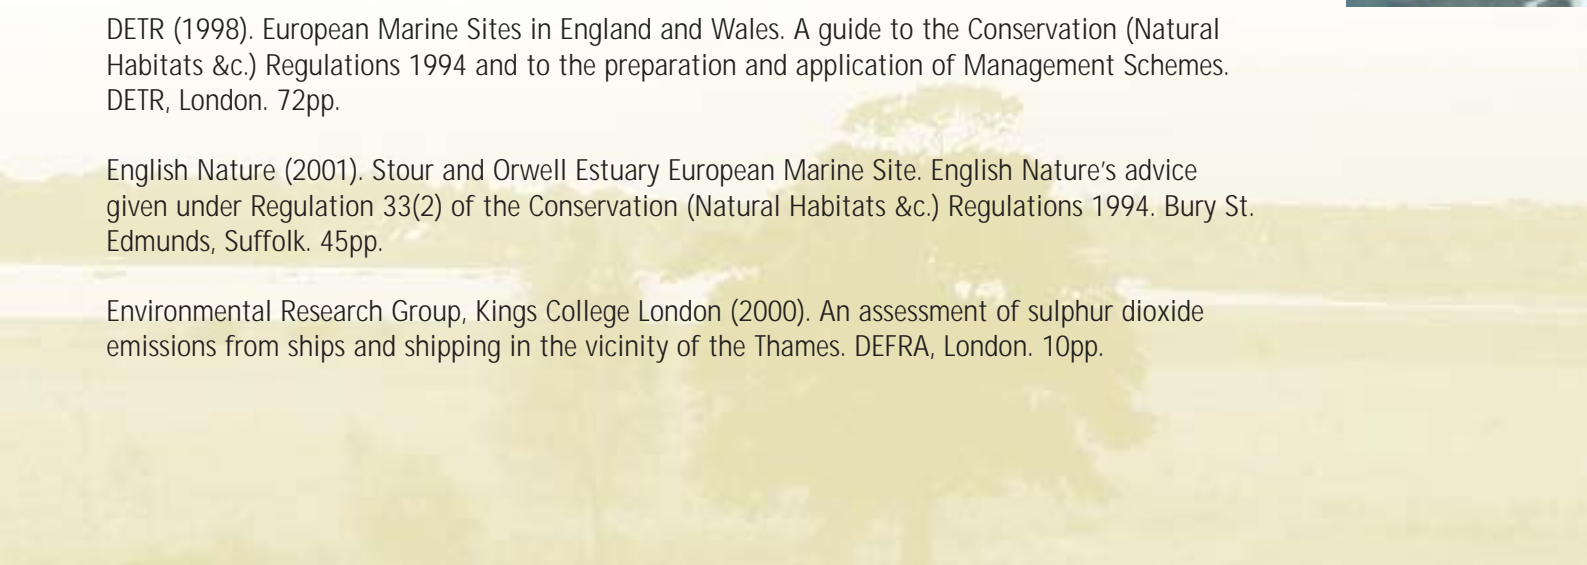 DETR (1998). European Marine Sites in England and Wales. A guide to the Conservation (Natural
Habitats &c.) Regulations 1994 and to the preparation and application of Management Schemes.
DETR, London. 72pp.
English Nature (2001). Stour and Orwell Estuary European Marine Site. English Nature's advice
given under Regulation 33(2) of the Conservation (Natural Habitats &c.) Regulations 1994. Bury St.
Edmunds, Suffolk. 45pp.
Environmental Research Group, Kings College London (2000). An assessment of sulphur dioxide
emissions from ships and shipping in the vicinity of the Thames. DEFRA, London. 10pp.